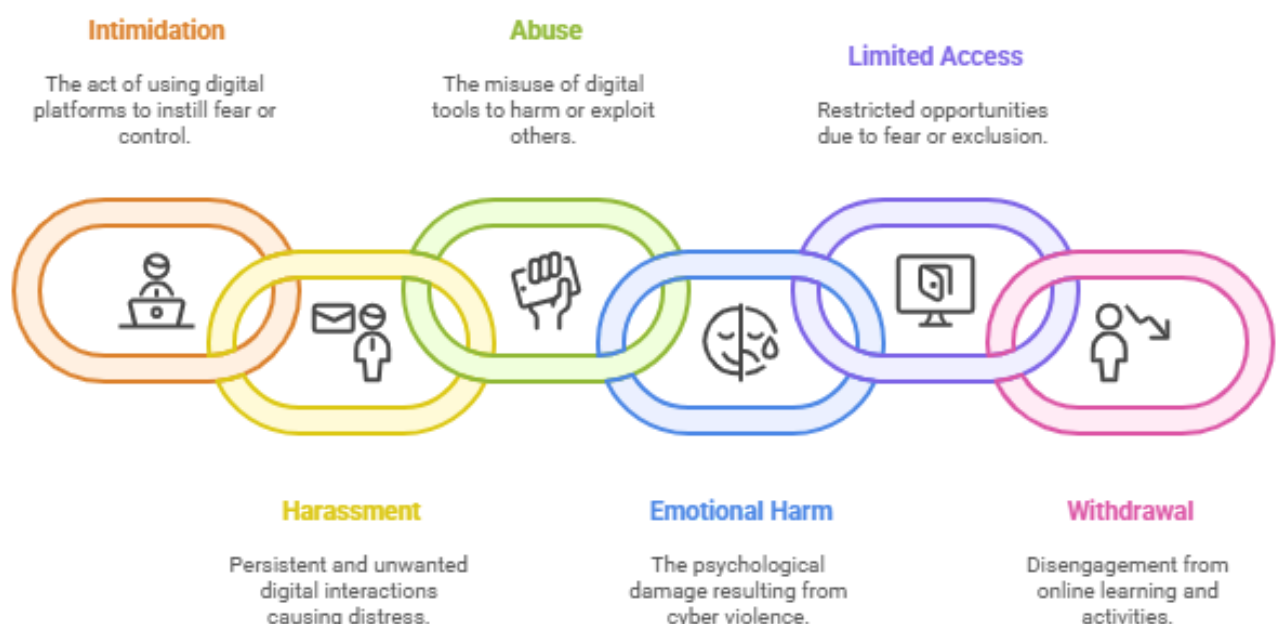 Intimidation
The act of using digital
platforms to instill fear or
control.
Abuse
The misuse of digital
tools to harm or exploit
others.
Limited Access
Restricted opportunities
due to fear or exclusion.
Harassment
Persistent and unwanted
digital interactions
causing distress.
Emotional Harm
The psychological
damage resulting from
cyber violence.
Withdrawal
Disengagement from
online learning and
activities.